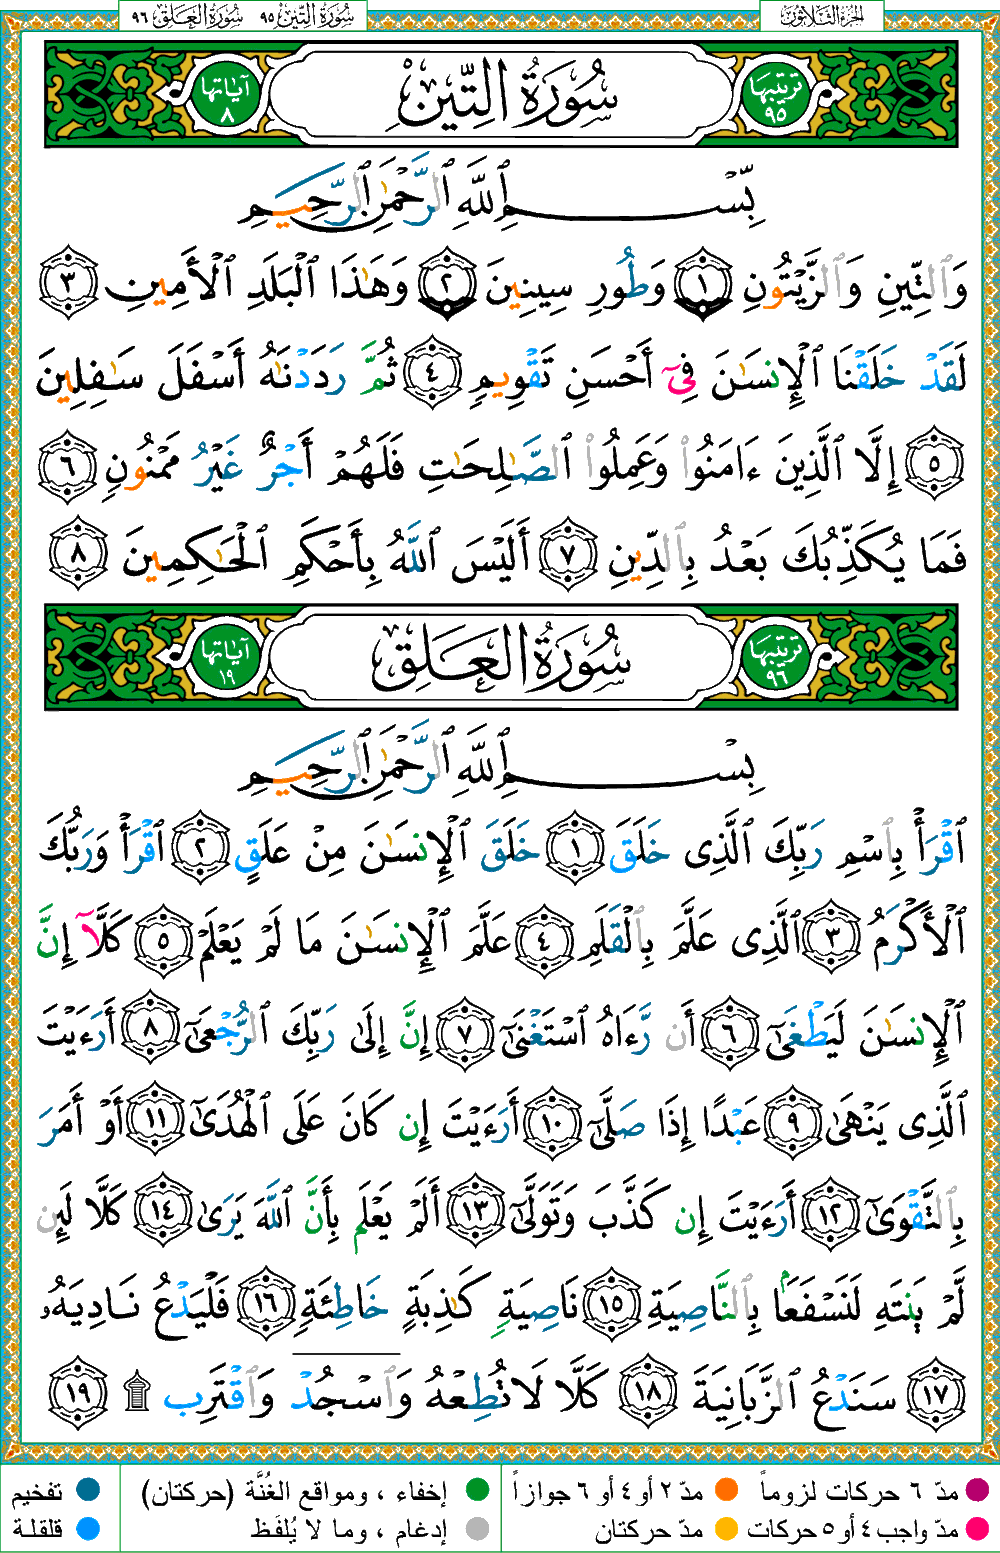 الجزء الثلاثون سورة التين ٩٥ سورة العلق ٩٦
ترتيبها ٩٥ سُورَةُ التِّينِ آياتها ٨
بِّسْمِ ٱللَّهِ ٱلرَّحْمَٰنِ ٱلرَّحِيمِ
وَٱلتِّينِ وَٱلزَّيْتُونِ ١ وَطُورِ سِينِينَ ٢ وَهَٰذَا ٱلْبَلَدِ ٱلْأَمِينِ ٣
لَقَدْ خَلَقْنَا ٱلْإِنسَٰنَ فِىٓ أَحْسَنِ تَقْوِيمٍ ٤ ثُمَّ رَدَدْنَٰهُ أَسْفَلَ سَٰفِلِينَ
٥ إِلَّا ٱلَّذِينَ ءَامَنُوا۟ وَعَمِلُوا۟ ٱلصَّٰلِحَٰتِ فَلَهُمْ أَجْرٌ غَيْرُ مَمْنُونٍ ٦
فَمَا يُكَذِّبُكَ بَعْدُ بِٱلدِّينِ ٧ أَلَيْسَ ٱللَّهُ بِأَحْكَمِ ٱلْحَٰكِمِينَ ٨
ترتيبها ٩٦ سُورَةُ العَلَقِ آياتها ١٩
بِسْمِ ٱللَّهِ ٱلرَّحْمَٰنِ ٱلرَّحِيمِ
ٱقْرَأْ بِٱسْمِ رَبِّكَ ٱلَّذِى خَلَقَ ١ خَلَقَ ٱلْإِنسَٰنَ مِنْ عَلَقٍ ٢ ٱقْرَأْ وَرَبُّكَ
ٱلْأَكْرَمُ ٣ ٱلَّذِى عَلَّمَ بِٱلْقَلَمِ ٤ عَلَّمَ ٱلْإِنسَٰنَ مَا لَمْ يَعْلَمْ ٥ كَلَّآ إِنَّ
ٱلْإِنسَٰنَ لَيَطْغَىٰٓ ٦ أَن رَّءَاهُ ٱسْتَغْنَىٰٓ ٧ إِنَّ إِلَىٰ رَبِّكَ ٱلرُّجْعَىٰٓ ٨ أَرَءَيْتَ
ٱلَّذِى يَنْهَىٰ ٩ عَبْدًا إِذَا صَلَّىٰٓ ١٠ أَرَءَيْتَ إِن كَانَ عَلَى ٱلْهُدَىٰٓ ١١ أَوْ أَمَرَ
بِٱلتَّقْوَىٰٓ ١٢ أَرَءَيْتَ إِن كَذَّبَ وَتَوَلَّىٰٓ ١٣ أَلَمْ يَعْلَم بِأَنَّ ٱللَّهَ يَرَىٰ ١٤ كَلَّا لَئِن
لَّمْ يَنتَهِ لَنَسْفَعًۢا بِٱلنَّاصِيَةِ ١٥ نَاصِيَةٍ كَٰذِبَةٍ خَاطِئَةٍ ١٦ فَلْيَدْعُ نَادِيَهُۥ
١٧ سَنَدْعُ ٱلزَّبَانِيَةَ ١٨ كَلَّا لَا تُطِعْهُ وَٱسْجُدْ وَٱقْتَرِب ۩ ١٩
مدّ ٦ حركات لزوماً مدّ ٢ أو ٤ أو ٦ جوازاً إخفاء ، ومواقع الغُنَّة (حركتان) تفخيم
مدّ واجب ٤ أو ٥ حركات مدّ حركتان إدغام ، وما لا يُلفَظ قلقلة